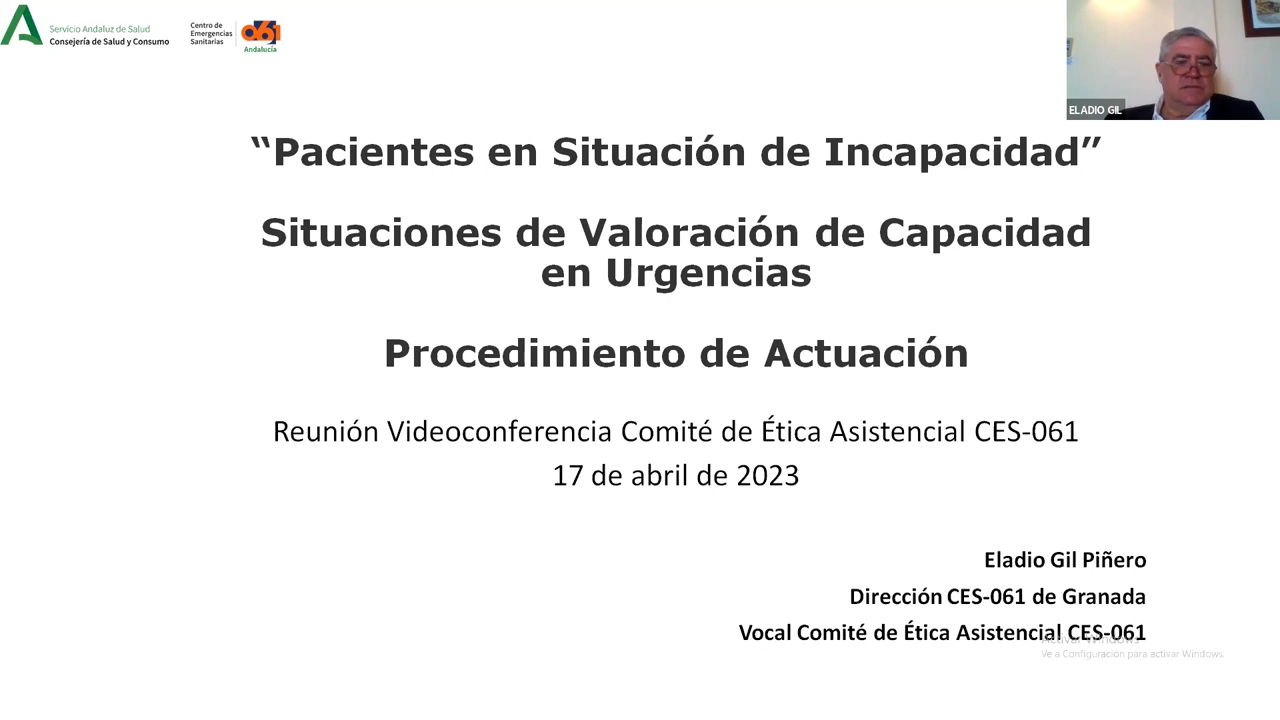 Servicio Andaluz de Salud
Consejería de Salud y Consumo
Centro de
Emergencias
Sanitarias
061
Andalucía
ELADIO GIL
“Pacientes en Situación de Incapacidad”
Situaciones de Valoración de Capacidad
en Urgencias
Procedimiento de Actuación
Reunión Videoconferencia Comité de Ética Asistencial CES-061
17 de abril de 2023
Eladio Gil Piñero
Dirección CES-061 de Granada
Vocal Comité de Ética Asistencial CES-061
Activar Windows
Ve a Configuración para activar Windows.